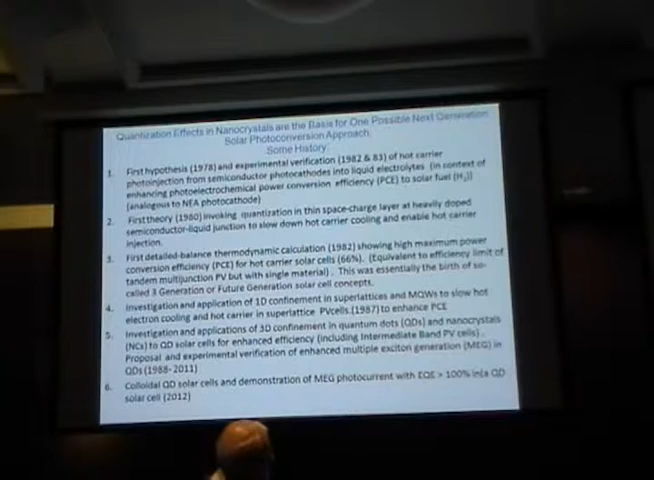 Quantization Effects in Nanocrystals are the Basis for One Possible Next Generation
Solar Photoconversion Approach
Some History:
1. First hypothesis (1978) and experimental verification (1982 & 83) of hot carrier
photoinjection from semiconductor photocathodes into liquid electrolytes (in context of
enhancing photoelectrochemical power conversion efficiency (PCE) to solar fuel (H2))
(analogous to NEA photocathode)
2. First theory (1980) invoking quantization in thin space-charge layer at heavily doped
semiconductor-liquid junction to slow down hot carrier cooling and enable hot carrier
injection.
3. First detailed-balance thermodynamic calculation (1982) showing high maximum power
conversion efficiency (PCE) for hot carrier solar cells (66%). (Equivalent to efficiency limit of
tandem multijunction PV but with single material). This was essentially the birth of so-
called 3 Generation or Future Generation solar cell concepts.
4. Investigation and application of 1D confinement in superlattices and MQWs to slow hot
electron cooling and hot carrier in superlattice PVcells.(1987) to enhance PCE
5. Investigation and applications of 3D confinement in quantum dots (QDs) and nanocrystals
(NCs) to QD solar cells for enhanced efficiency (including Intermediate Band PV cells).
Proposal and experimental verification of enhanced multiple exciton generation (MEG) in
QDs (1988-2011)
6. Colloidal QD solar cells and demonstration of MEG photocurrent with EQE > 100% in a QD
solar cell (2012)